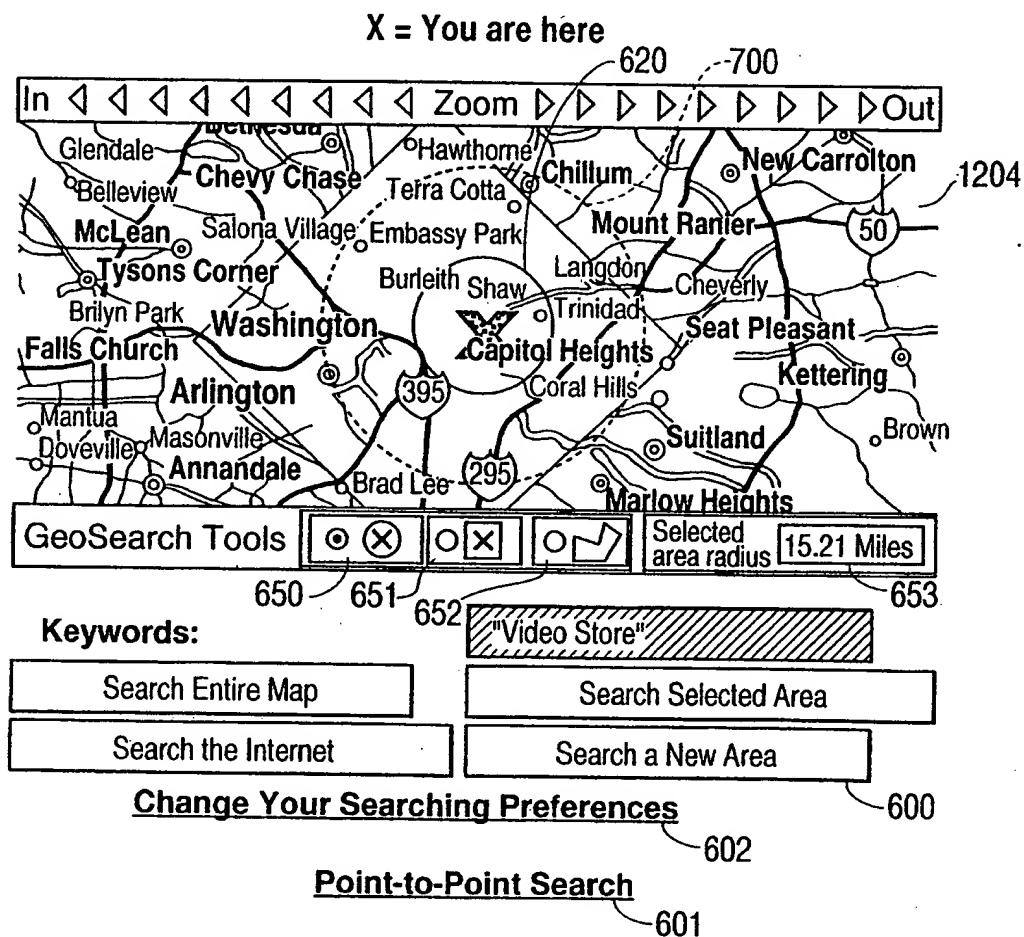 X = You are here
620
700
In Zoom Out
Bethesda
Glendale
Hawthorne
New Carrolton
Chevy Chase
Chillum
1204
Belleview
Terra Cotta
McLean
Salona Village
Embassy Park
Mount Ranier
50
Tysons Corner
Burleith
Shaw
Langdon
Cheverly
Brilyn Park
Washington
Trinidad
Seat Pleasant
Falls Church
Capitol Heights
Kettering
Arlington
395
Coral Hills
Mantua
Doveville
Masonville
Suitland
Brown
Annandale
Brad Lee
295
Marlow Heights
GeoSearch Tools
Selected
area radius
15.21 Miles
650
651
652
653
Keywords:
"Video Store"
Search Entire Map
Search Selected Area
Search the Internet
Search a New Area
600
Change Your Searching Preferences
602
Point-to-Point Search
601